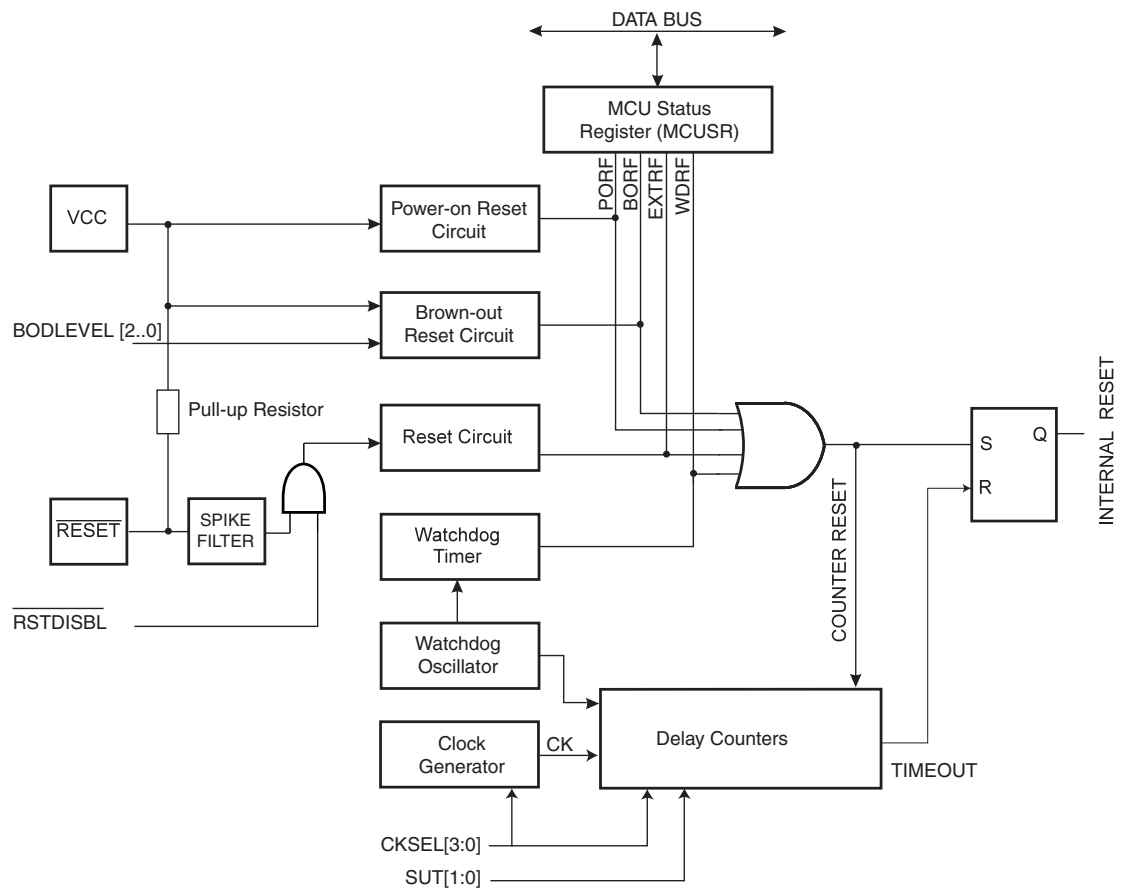 DATA BUS
MCU Status
Register (MCUSR)
PORF
BORF
EXTRF
WDRF
VCC
Power-on Reset
Circuit
Brown-out
Reset Circuit
BODLEVEL [2..0]
Pull-up Resistor
Reset Circuit
S
Q
R
INTERNAL RESET
RESET
SPIKE
FILTER
Watchdog
Timer
COUNTER RESET
RSTDISBL
Watchdog
Oscillator
Clock
Generator
CK
Delay Counters
TIMEOUT
CKSEL[3:0]
SUT[1:0]